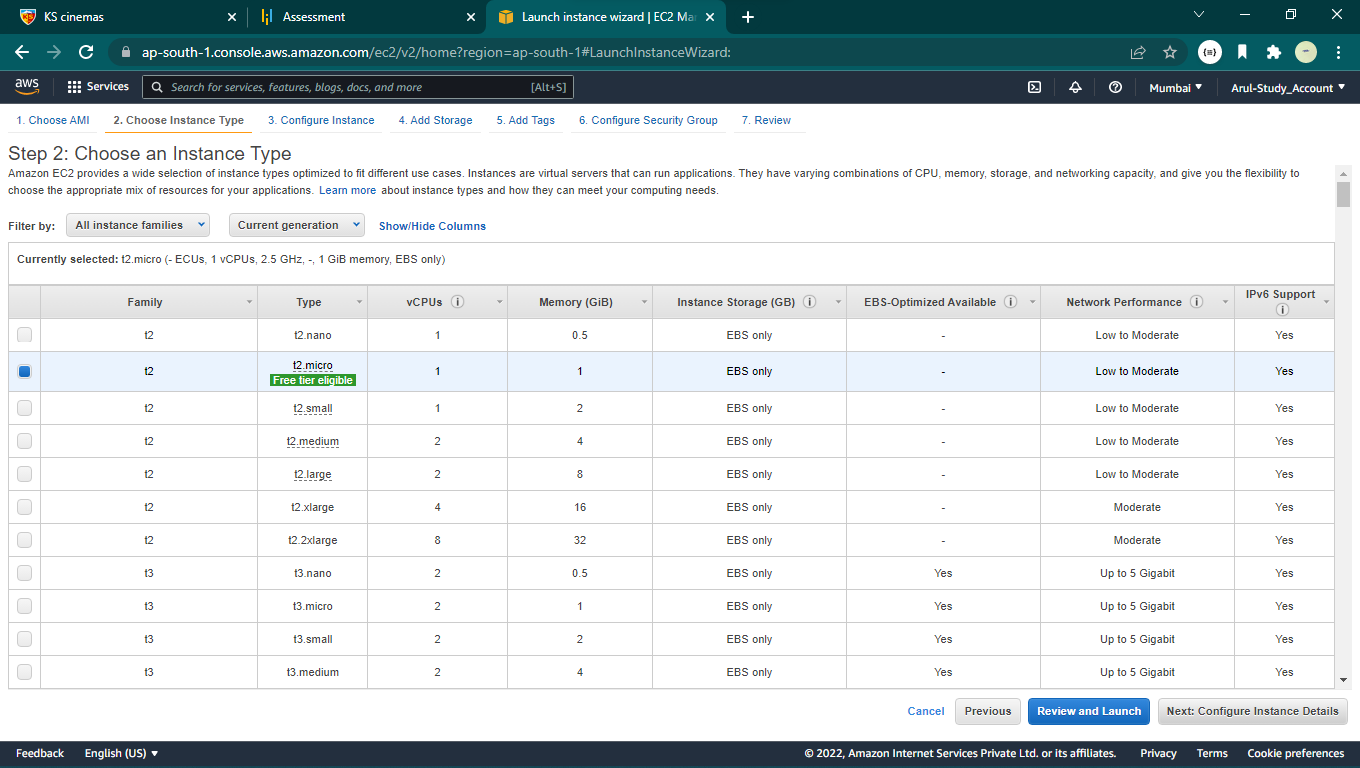 KS cinemas
Assessment
Launch instance wizard | EC2 Ma
ap-south-1.console.aws.amazon.com/ec2/v2/home?region=ap-south-1#LaunchInstanceWizard:
aws Services Search for services, features, blogs, docs, and more [Alt+S] Mumbai Arul-Study_Account
1. Choose AMI 2. Choose Instance Type 3. Configure Instance 4. Add Storage 5. Add Tags 6. Configure Security Group 7. Review
Step 2: Choose an Instance Type
Amazon EC2 provides a wide selection of instance types optimized to fit different use cases. Instances are virtual servers that can run applications. They have varying combinations of CPU, memory, storage, and networking capacity, and give you the flexibility to
choose the appropriate mix of resources for your applications. Learn more about instance types and how they can meet your computing needs.
Filter by: All instance families Current generation Show/Hide Columns
Currently selected: t2.micro (- ECUs, 1 vCPUs, 2.5 GHz, -, 1 GiB memory, EBS only)
Family Type vCPUs Memory (GiB) Instance Storage (GB) EBS-Optimized Available Network Performance IPv6 Support
t2 t2.nano 1 0.5 EBS only - Low to Moderate Yes
t2 t2.micro 1 1 EBS only - Low to Moderate Yes
Free tier eligible
t2 t2.small 1 2 EBS only - Low to Moderate Yes
t2 t2.medium 2 4 EBS only - Low to Moderate Yes
t2 t2.large 2 8 EBS only - Low to Moderate Yes
t2 t2.xlarge 4 16 EBS only - Moderate Yes
t2 t2.2xlarge 8 32 EBS only - Moderate Yes
t3 t3.nano 2 0.5 EBS only Yes Up to 5 Gigabit Yes
t3 t3.micro 2 1 EBS only Yes Up to 5 Gigabit Yes
t3 t3.small 2 2 EBS only Yes Up to 5 Gigabit Yes
t3 t3.medium 2 4 EBS only Yes Up to 5 Gigabit Yes
Cancel Previous Review and Launch Next: Configure Instance Details
Feedback English (US) © 2022, Amazon Internet Services Private Ltd. or its affiliates. Privacy Terms Cookie preferences